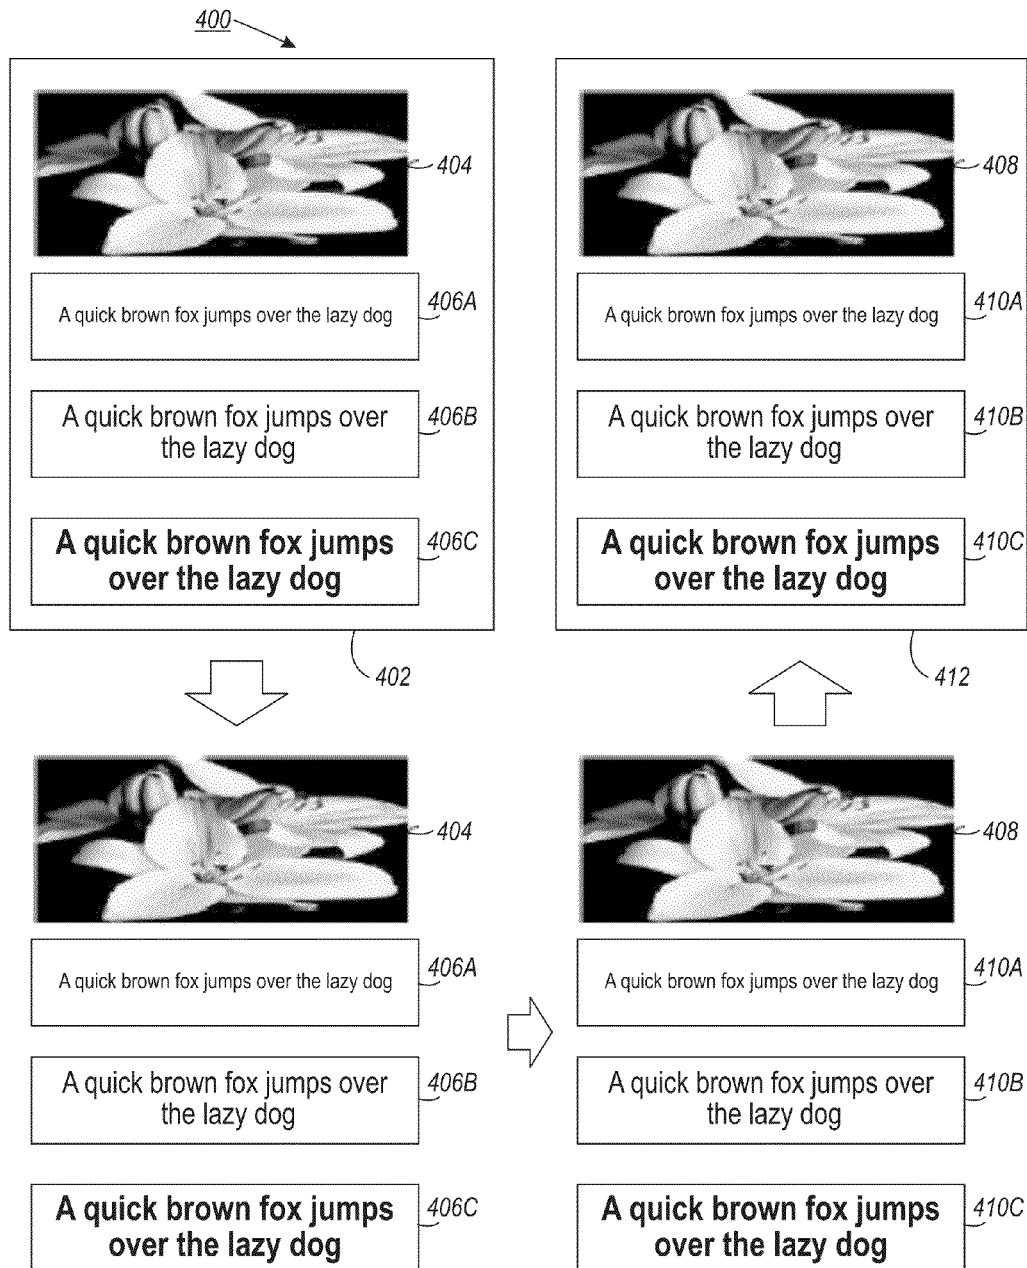 400
404
406A
A quick brown fox jumps over the lazy dog
406B
A quick brown fox jumps over
the lazy dog
406C
A quick brown fox jumps
over the lazy dog
402
408
410A
A quick brown fox jumps over the lazy dog
410B
A quick brown fox jumps over
the lazy dog
410C
A quick brown fox jumps
over the lazy dog
412
404
406A
A quick brown fox jumps over the lazy dog
406B
A quick brown fox jumps over
the lazy dog
406C
A quick brown fox jumps
over the lazy dog
408
410A
A quick brown fox jumps over the lazy dog
410B
A quick brown fox jumps over
the lazy dog
410C
A quick brown fox jumps
over the lazy dog